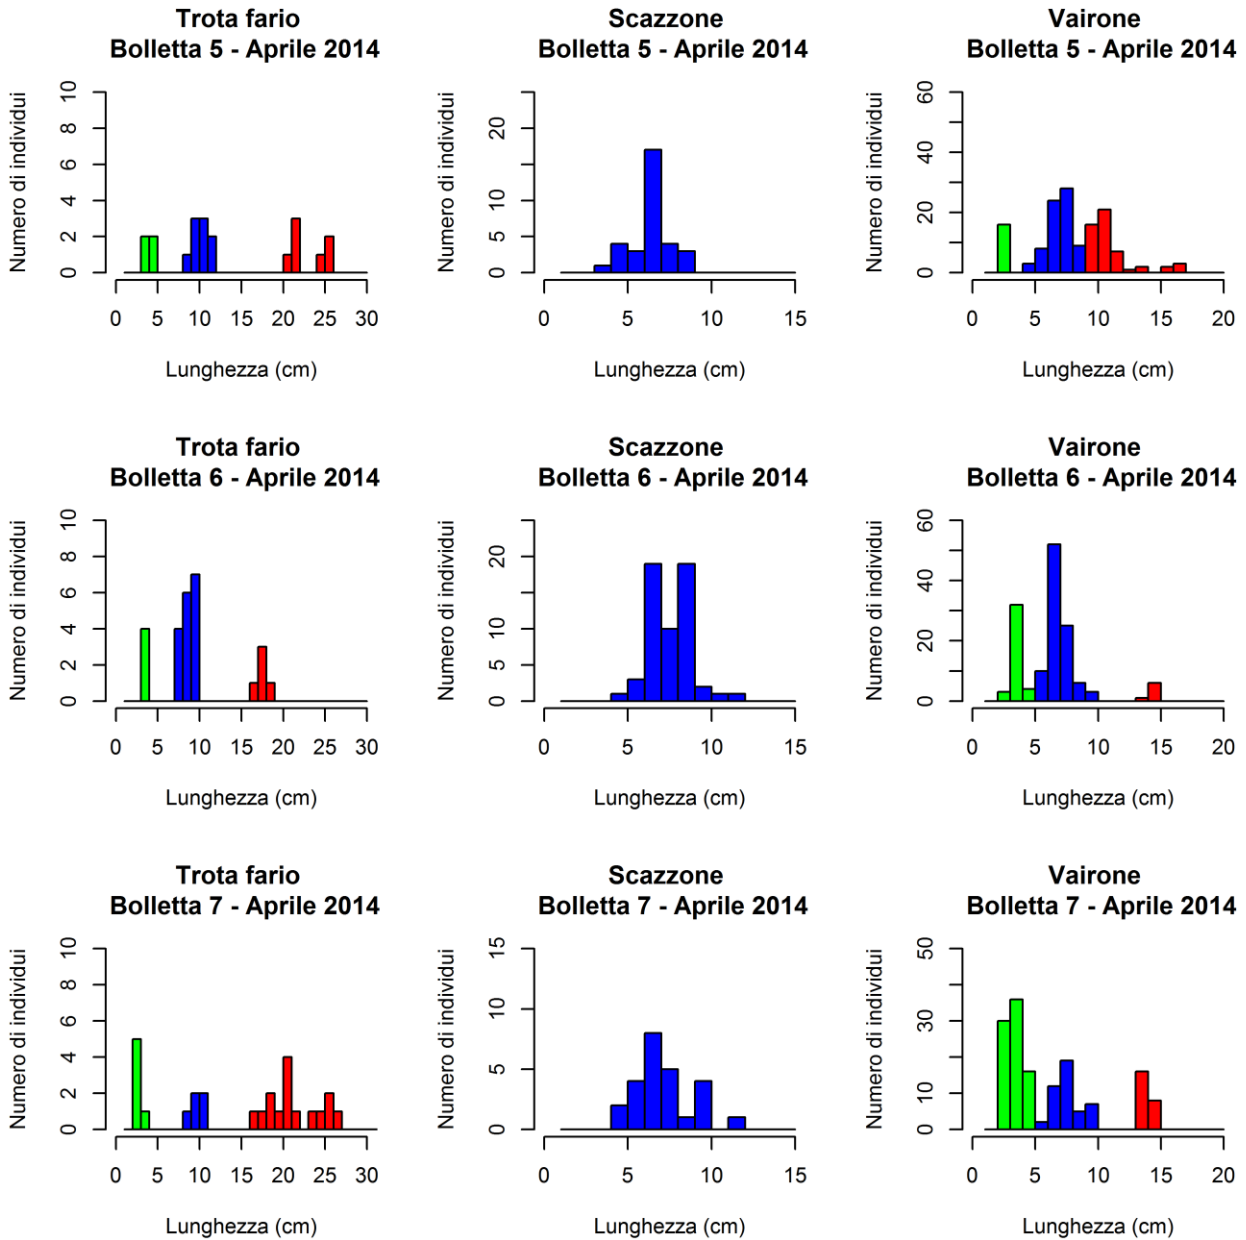 Trota fario
Bolletta 5 - Aprile 2014
Numero di individui
0 2 4 6 8 10
0 5 10 15 20 25 30
Lunghezza (cm)
Scazzone
Bolletta 5 - Aprile 2014
Numero di individui
0 5 10 20
0 5 10 15
Lunghezza (cm)
Vairone
Bolletta 5 - Aprile 2014
Numero di individui
0 20 40 60
0 5 10 15 20
Lunghezza (cm)
Trota fario
Bolletta 6 - Aprile 2014
Numero di individui
0 2 4 6 8 10
0 5 10 15 20 25 30
Lunghezza (cm)
Scazzone
Bolletta 6 - Aprile 2014
Numero di individui
0 5 10 20
0 5 10 15
Lunghezza (cm)
Vairone
Bolletta 6 - Aprile 2014
Numero di individui
0 20 40 60
0 5 10 15 20
Lunghezza (cm)
Trota fario
Bolletta 7 - Aprile 2014
Numero di individui
0 2 4 6 8 10
0 5 10 15 20 25 30
Lunghezza (cm)
Scazzone
Bolletta 7 - Aprile 2014
Numero di individui
0 5 10 15
0 5 10 15
Lunghezza (cm)
Vairone
Bolletta 7 - Aprile 2014
Numero di individui
0 10 30 50
0 5 10 15 20
Lunghezza (cm)